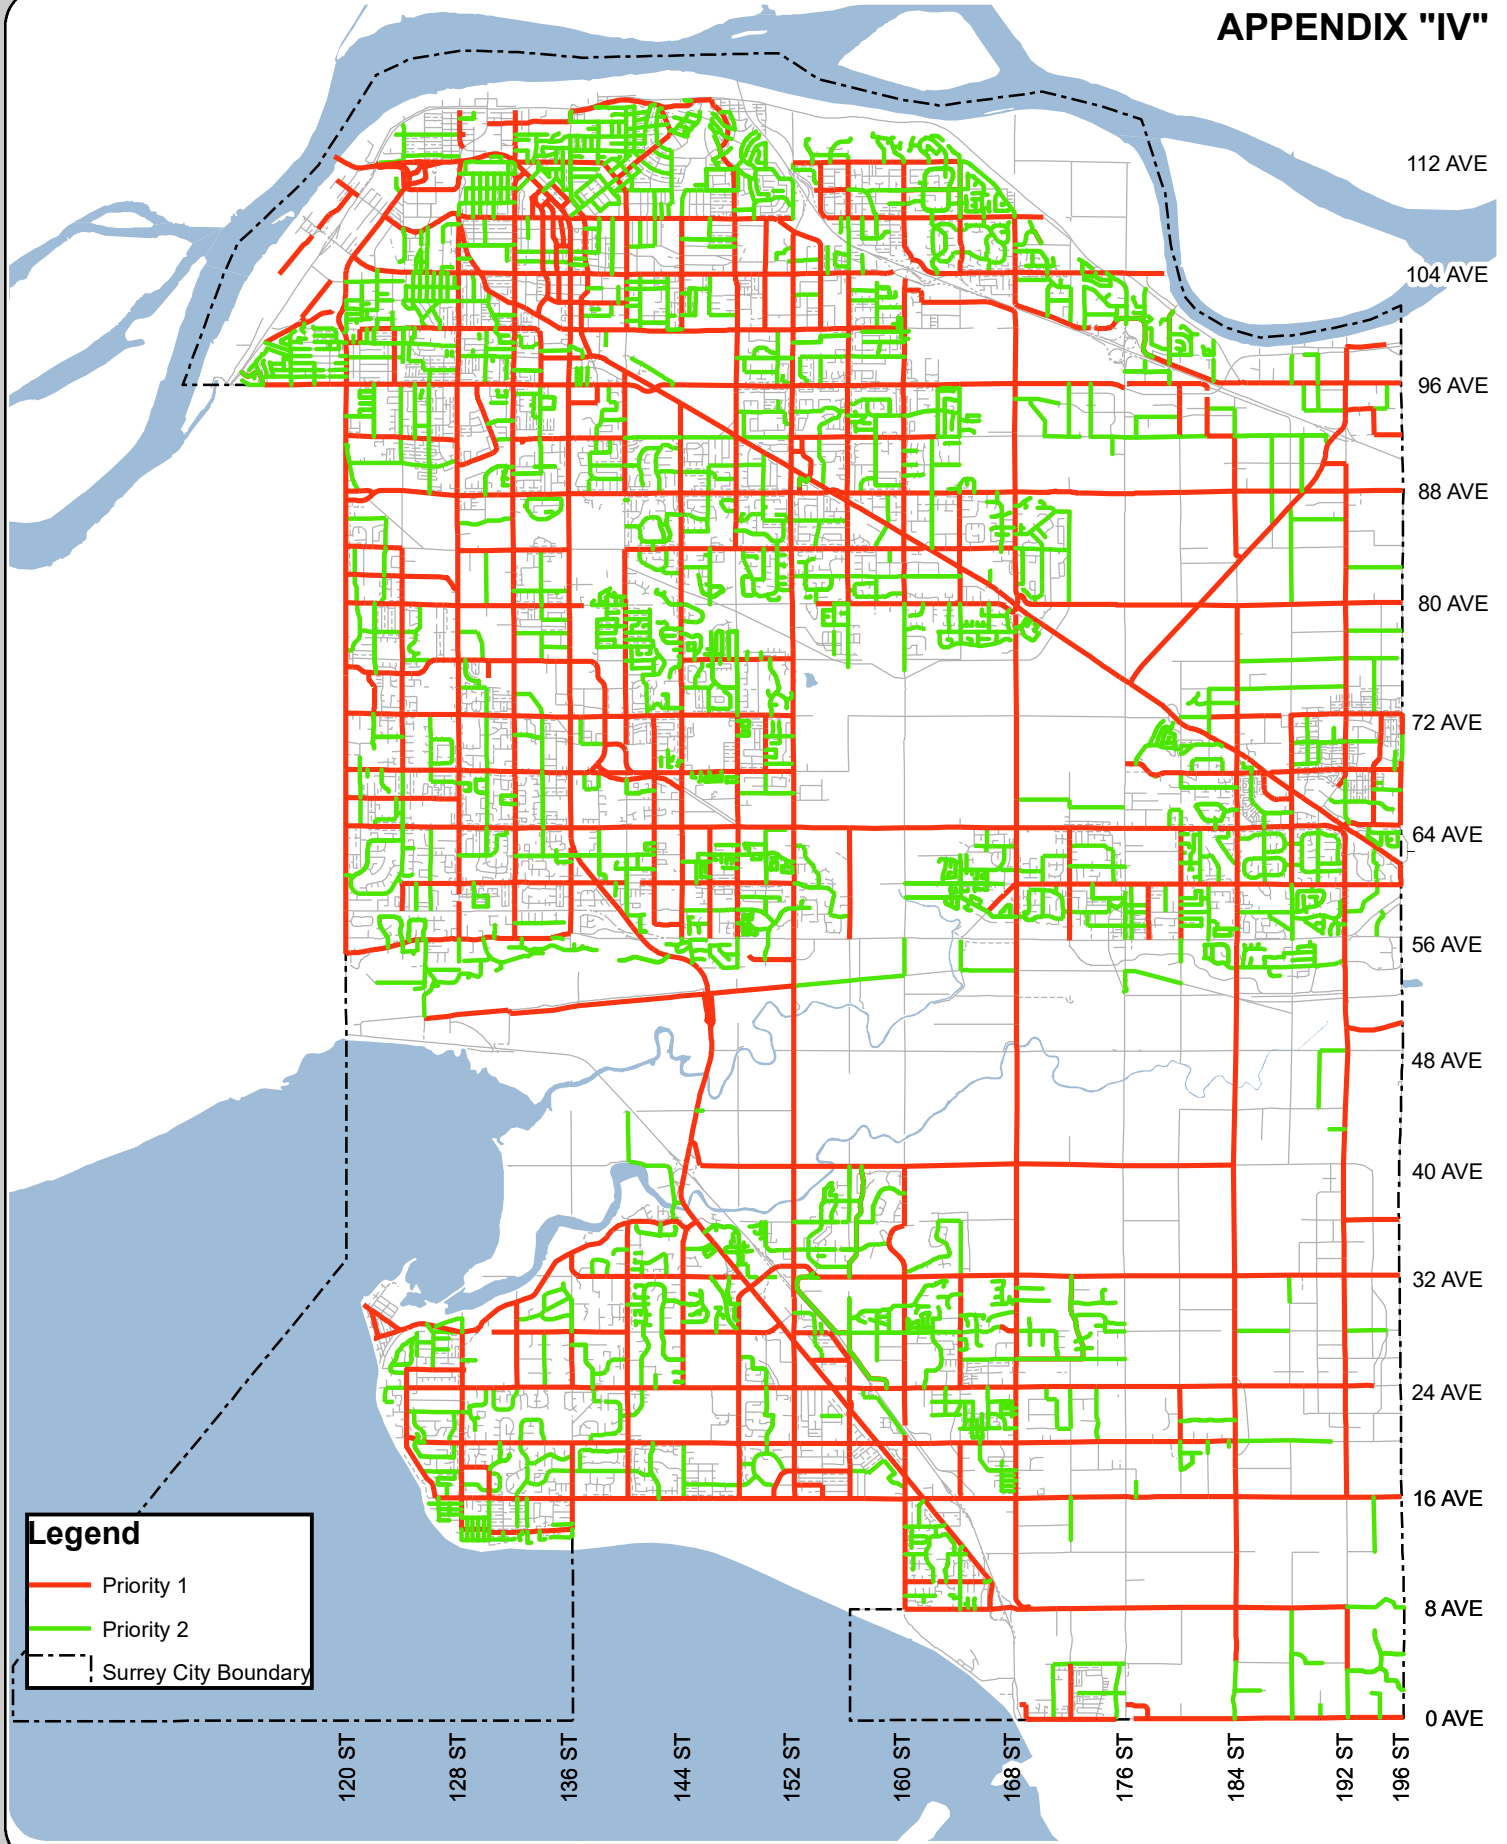 APPENDIX "IV"
112 AVE
104 AVE
96 AVE
88 AVE
80 AVE
72 AVE
64 AVE
56 AVE
48 AVE
40 AVE
32 AVE
24 AVE
16 AVE
8 AVE
0 AVE
Legend
Priority 1
Priority 2
Surrey City Boundary
120 ST
128 ST
136 ST
144 ST
152 ST
160 ST
168 ST
176 ST
184 ST
192 ST
196 ST